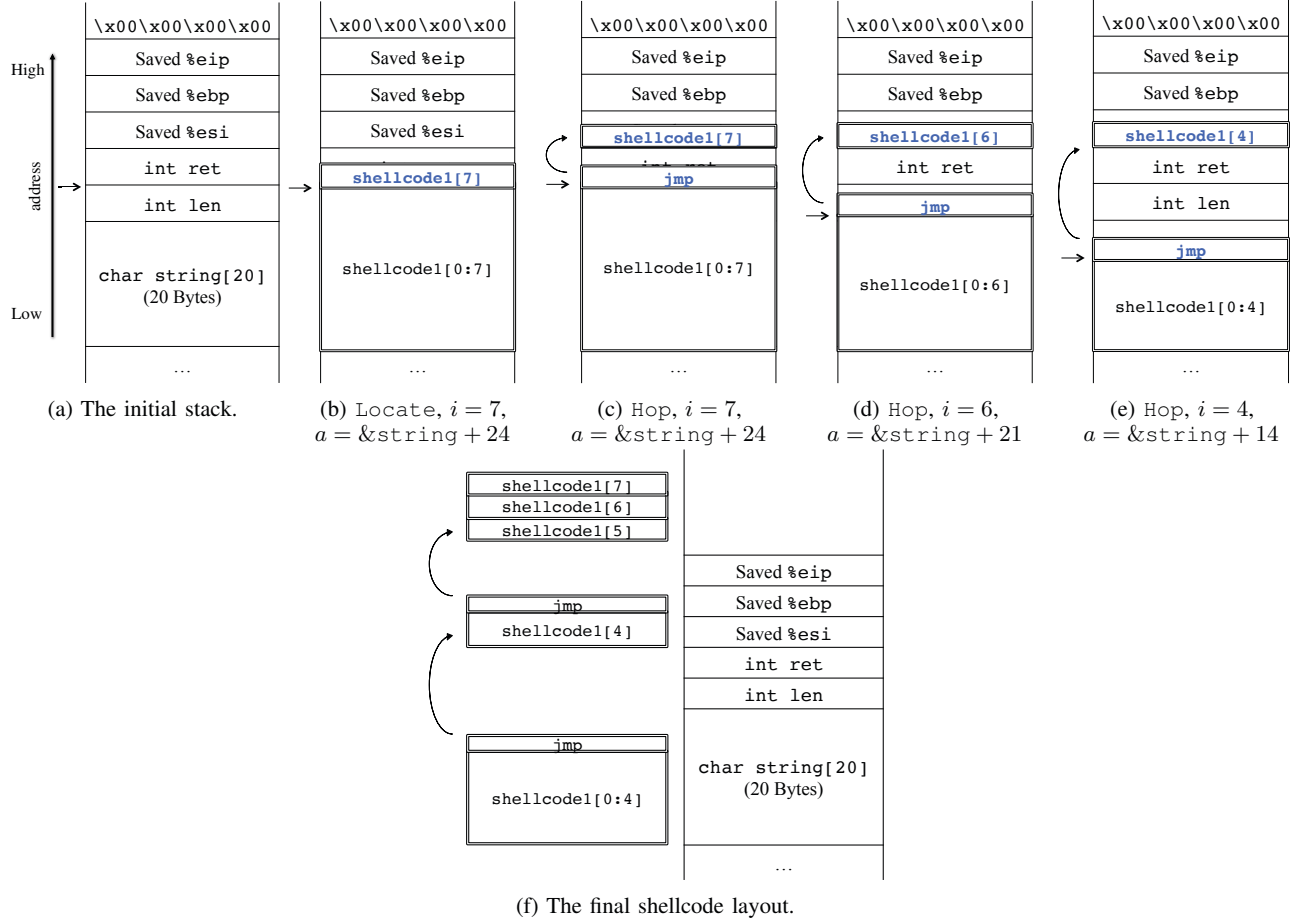 \x00\x00\x00\x00
Saved %eip
Saved %ebp
Saved %esi
int ret
int len
char string[20]
(20 Bytes)
...
High
address
Low
(a) The initial stack.
\x00\x00\x00\x00
Saved %eip
Saved %ebp
Saved %esi
shellcode1[7]
shellcode1[0:7]
...
(b) Locate, i = 7,
a = &string + 24
\x00\x00\x00\x00
Saved %eip
Saved %ebp
shellcode1[7]
int ret
jmp
shellcode1[0:7]
...
(c) Hop, i = 7,
a = &string + 24
\x00\x00\x00\x00
Saved %eip
Saved %ebp
shellcode1[6]
int ret
jmp
shellcode1[0:6]
...
(d) Hop, i = 6,
a = &string + 21
\x00\x00\x00\x00
Saved %eip
Saved %ebp
shellcode1[4]
int ret
int len
jmp
shellcode1[0:4]
...
(e) Hop, i = 4,
a = &string + 14
shellcode1[7]
shellcode1[6]
shellcode1[5]
jmp
shellcode1[4]
jmp
shellcode1[0:4]
Saved %eip
Saved %ebp
Saved %esi
int ret
int len
char string[20]
(20 Bytes)
...
(f) The final shellcode layout.